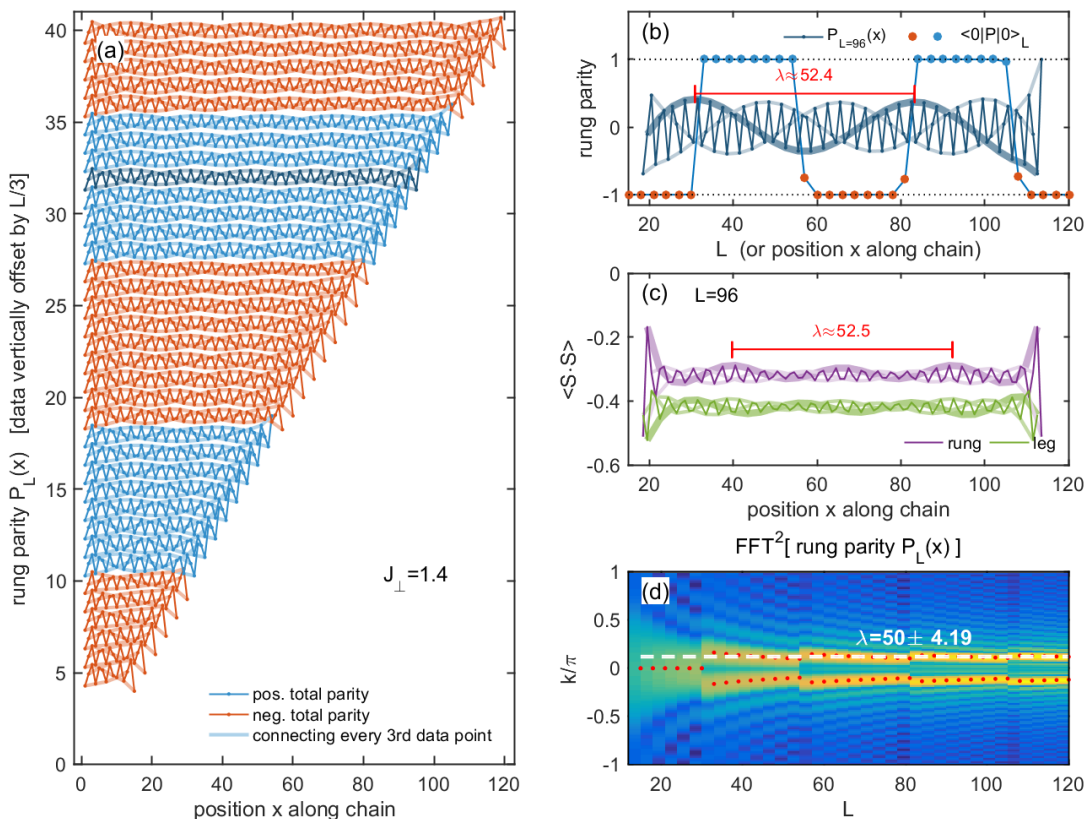 (a)
rung parity P_L(x) [data vertically offset by L/3]
40
35
30
25
20
15
10
5
0
J_⊥=1.4
pos. total parity
neg. total parity
connecting every 3rd data point
0 20 40 60 80 100 120
position x along chain
(b)
P_{L=96}(x) <0|P|0>_L
λ≈52.4
rung parity
1
0
-1
20 40 60 80 100 120
L (or position x along chain)
(c)
L=96
λ≈52.5
<S·S>
0
-0.2
-0.4
-0.6
rung leg
20 40 60 80 100 120
position x along chain
FFT²[ rung parity P_L(x) ]
(d)
λ=50± 4.19
k/π
1
0.5
0
-0.5
-1
20 40 60 80 100 120
L